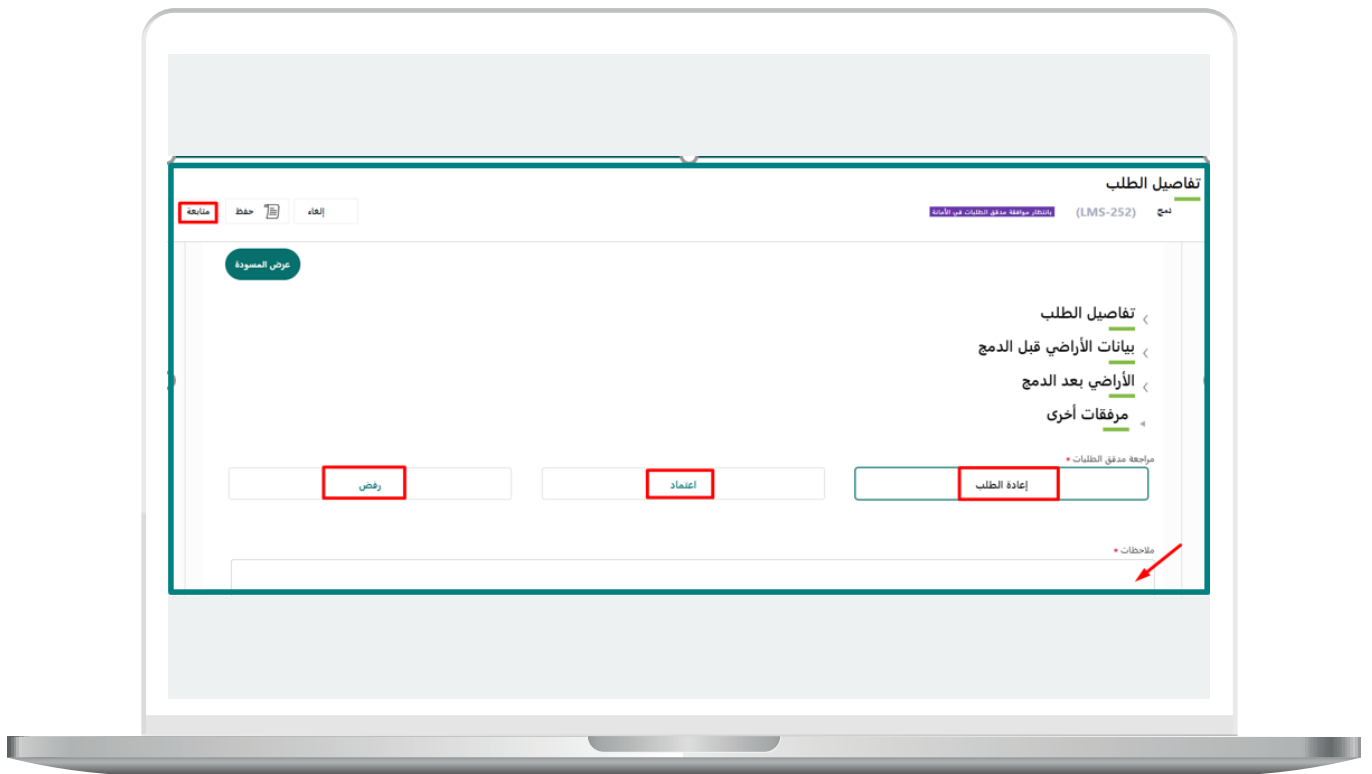 تفاصيل الطلب
دمج (LMS-252) بانتظار موافقة مدقق الطلبات في الأمانة
إلغاء حفظ متابعة
عرض المسودة
تفاصيل الطلب
بيانات الأراضي قبل الدمج
الأراضي بعد الدمج
مرفقات أخرى
مراجعة مدقق الطلبات *
إعادة الطلب اعتماد رفض
ملاحظات *